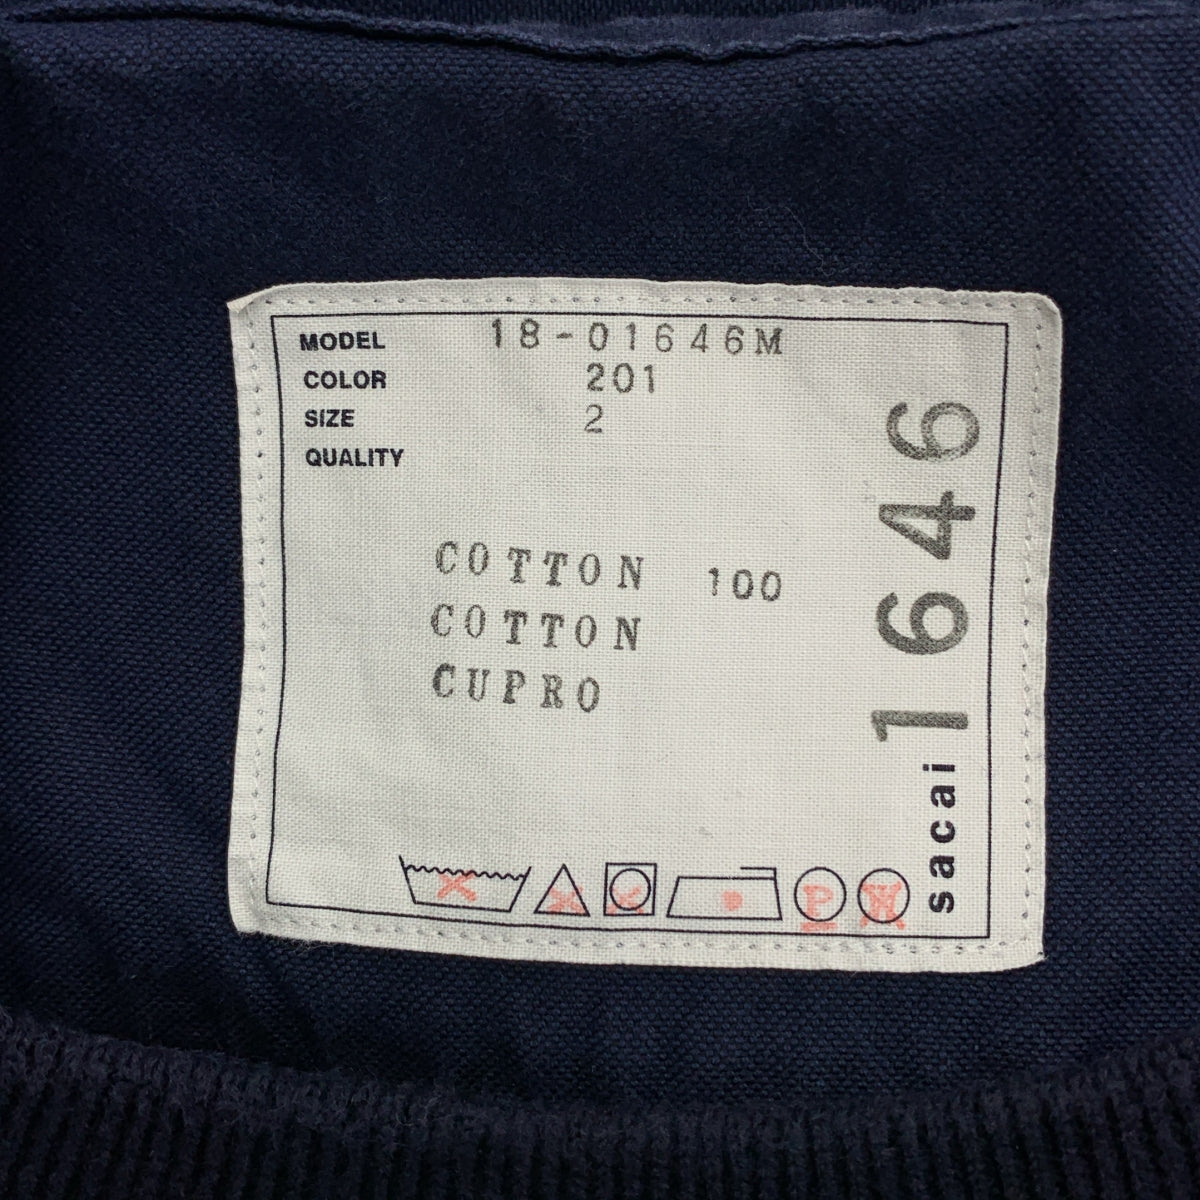 MODEL 18-01646M
COLOR 201
SIZE 2
QUALITY
COTTON 100
COTTON
CUPRO
P
W
sacai 1646